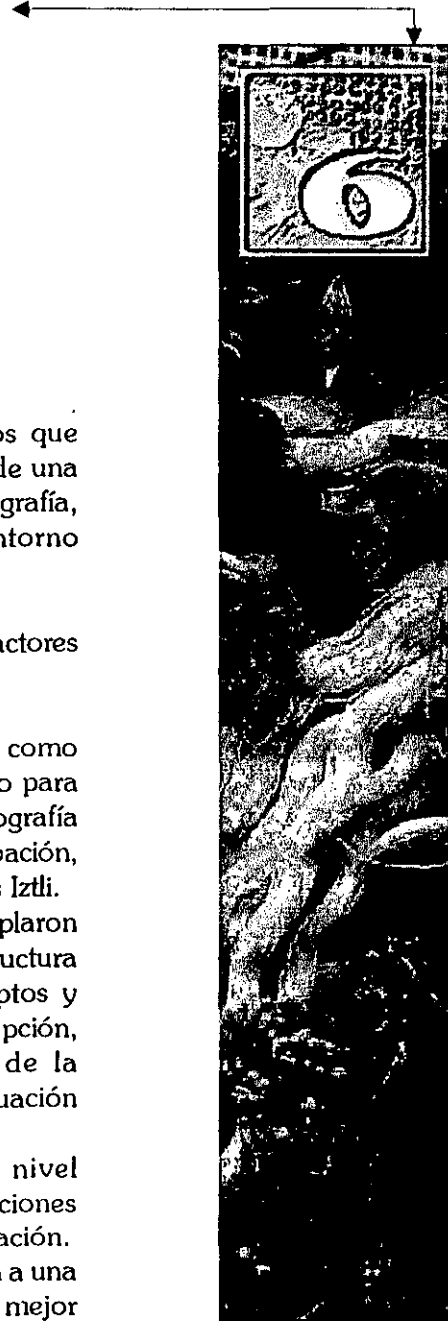 os que
de una
grafía,
ntorno
actores
como
o para
ografía
pación,
Iztli.
plaron
uctura
ptos y
pción,
de la
uación
nivel
ciones
ación.
a una
mejor